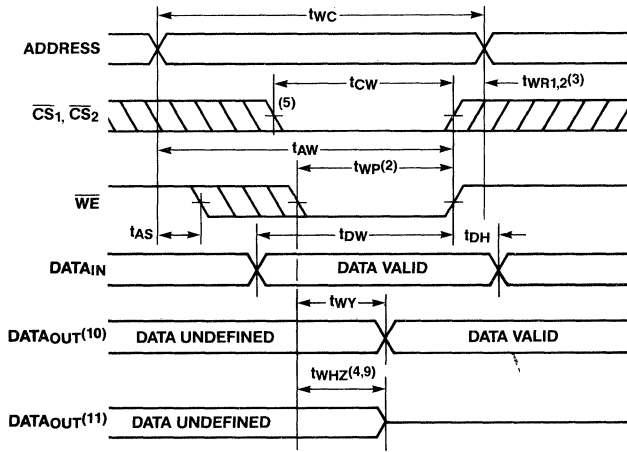 tWC
ADDRESS
tCW
tWR1,2(3)
CS1, CS2
(5)
tAW
tWP(2)
WE
tAS
tDW
tDH
DATAIN
DATA VALID
tWY
DATAOUT(10)
DATA UNDEFINED
DATA VALID
tWHZ(4,9)
DATAOUT(11)
DATA UNDEFINED